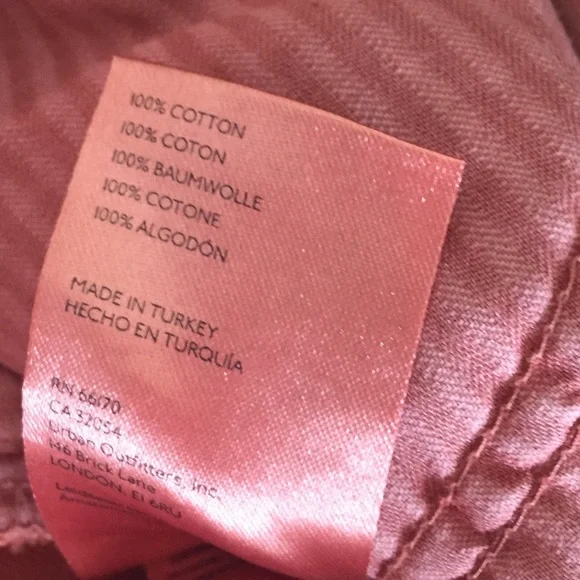 100% COTTON
100% COTON
100% BAUMWOLLE
100% COTONE
100% ALGODÓN
MADE IN TURKEY
HECHO EN TURQUÍA
RN 66170
CA 32054
Urban Outfitters, Inc.
146 Brick Lane
LONDON. E1 6RU